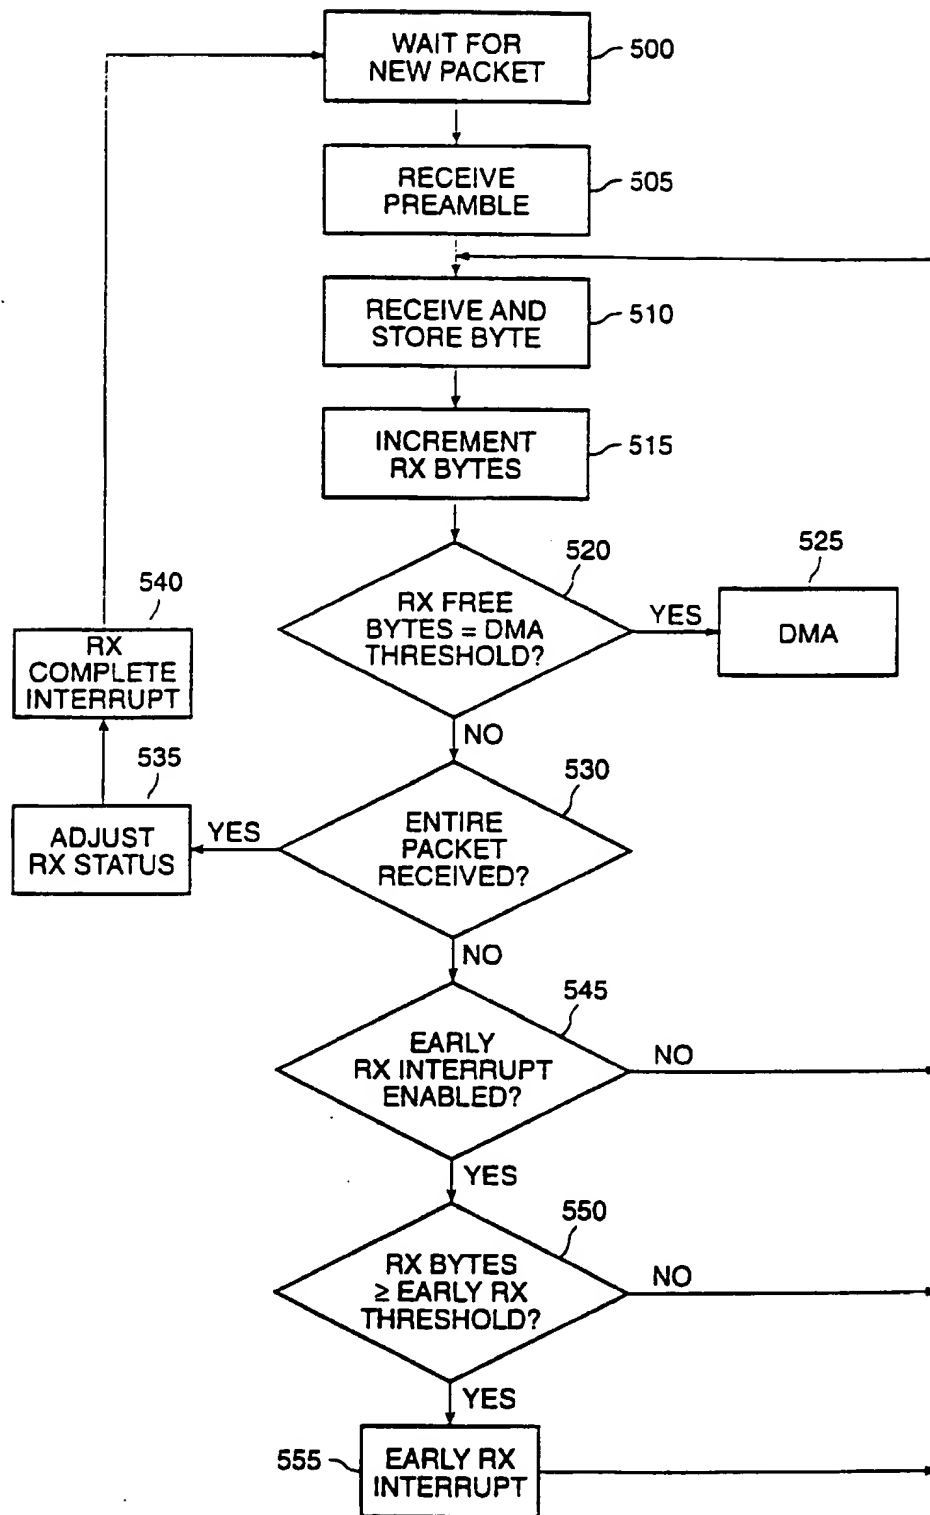 WAIT FOR
NEW PACKET
500
RECEIVE
PREAMBLE
505
RECEIVE AND
STORE BYTE
510
INCREMENT
RX BYTES
515
520
RX FREE
BYTES = DMA
THRESHOLD?
YES
525
DMA
NO
540
RX
COMPLETE
INTERRUPT
535
ADJUST
RX STATUS
YES
530
ENTIRE
PACKET
RECEIVED?
NO
545
EARLY
RX INTERRUPT
ENABLED?
NO
YES
550
RX BYTES
≥ EARLY RX
THRESHOLD?
NO
YES
555
EARLY RX
INTERRUPT